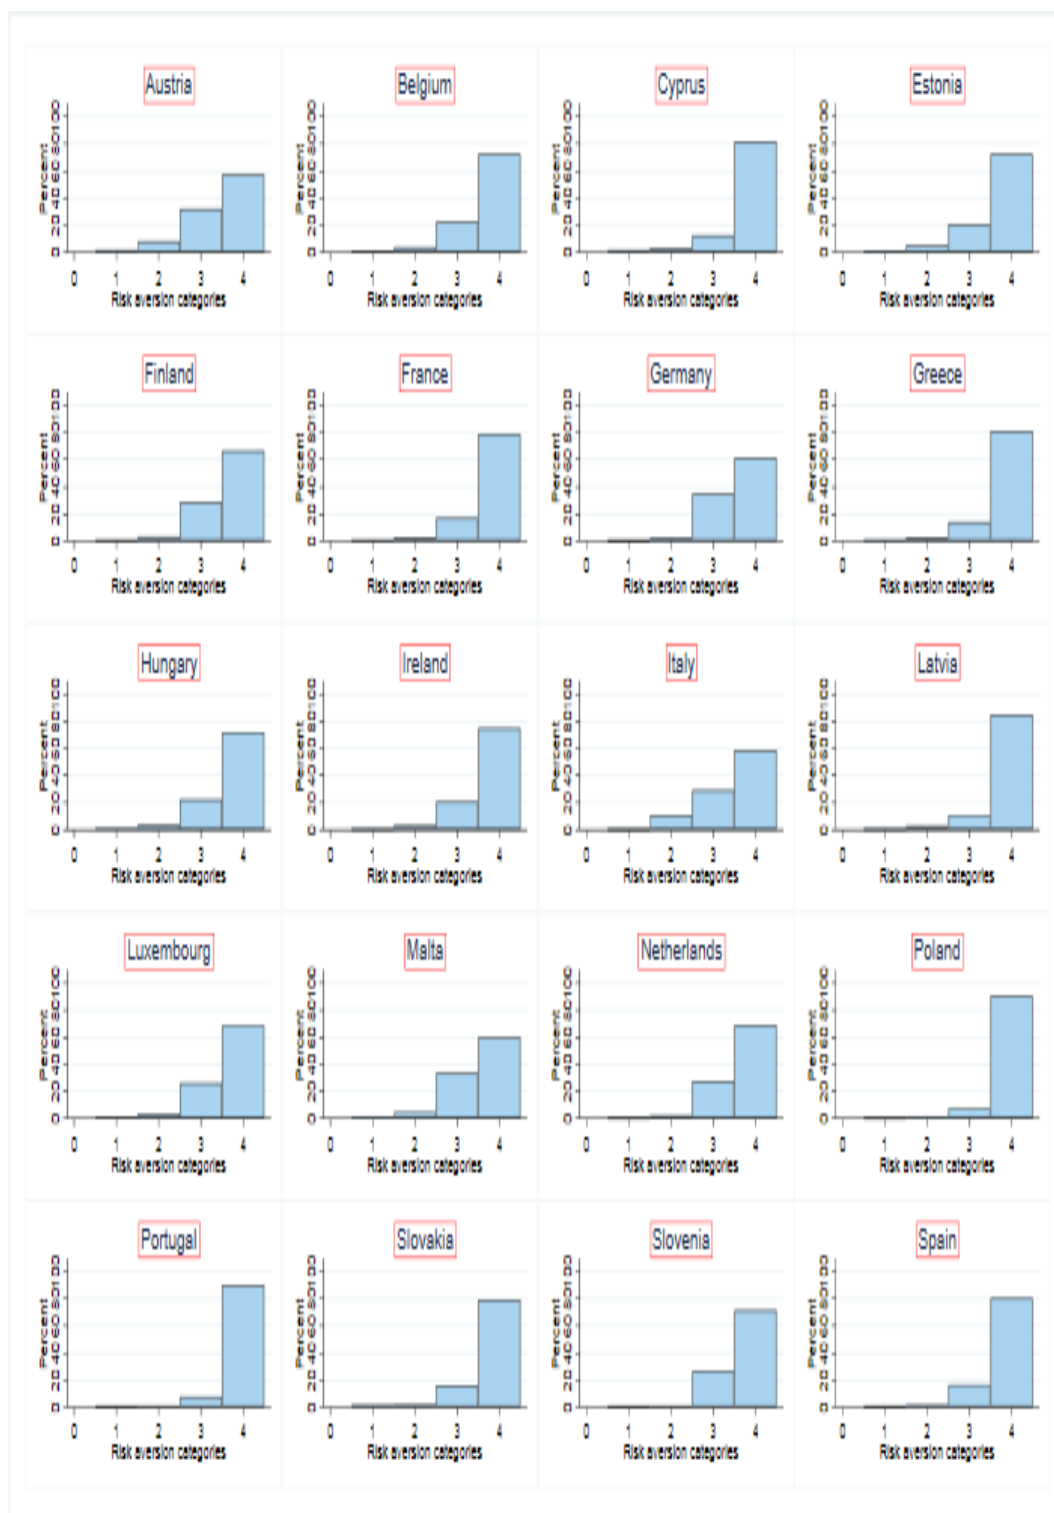 Austria
Percent
0 20 40 60 80 100
0 1 2 3 4
Risk aversion categories
Belgium
Percent
0 20 40 60 80 100
0 1 2 3 4
Risk aversion categories
Cyprus
Percent
0 20 40 60 80 100
0 1 2 3 4
Risk aversion categories
Estonia
Percent
0 20 40 60 80 100
0 1 2 3 4
Risk aversion categories
Finland
Percent
0 20 40 60 80 100
0 1 2 3 4
Risk aversion categories
France
Percent
0 20 40 60 80 100
0 1 2 3 4
Risk aversion categories
Germany
Percent
0 20 40 60 80 100
0 1 2 3 4
Risk aversion categories
Greece
Percent
0 20 40 60 80 100
0 1 2 3 4
Risk aversion categories
Hungary
Percent
0 20 40 60 80 100
0 1 2 3 4
Risk aversion categories
Ireland
Percent
0 20 40 60 80 100
0 1 2 3 4
Risk aversion categories
Italy
Percent
0 20 40 60 80 100
0 1 2 3 4
Risk aversion categories
Latvia
Percent
0 20 40 60 80 100
0 1 2 3 4
Risk aversion categories
Luxembourg
Percent
0 20 40 60 80 100
0 1 2 3 4
Risk aversion categories
Malta
Percent
0 20 40 60 80 100
0 1 2 3 4
Risk aversion categories
Netherlands
Percent
0 20 40 60 80 100
0 1 2 3 4
Risk aversion categories
Poland
Percent
0 20 40 60 80 100
0 1 2 3 4
Risk aversion categories
Portugal
Percent
0 20 40 60 80 100
0 1 2 3 4
Risk aversion categories
Slovakia
Percent
0 20 40 60 80 100
0 1 2 3 4
Risk aversion categories
Slovenia
Percent
0 20 40 60 80 100
0 1 2 3 4
Risk aversion categories
Spain
Percent
0 20 40 60 80 100
0 1 2 3 4
Risk aversion categories